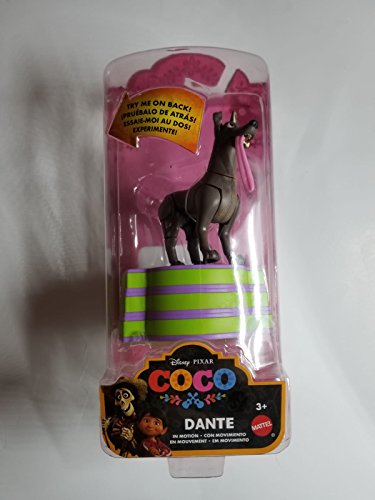 TRY ME ON BACK!
¡PRUÉBALO DE ATRÁS!
ESSAIE-MOI AU DOS!
EXPERIMENTE!
Disney PIXAR
COCO
DANTE
3+
IN MOTION • CON MOVIMIENTO
EN MOUVEMENT • EM MOVIMENTO
MATTEL